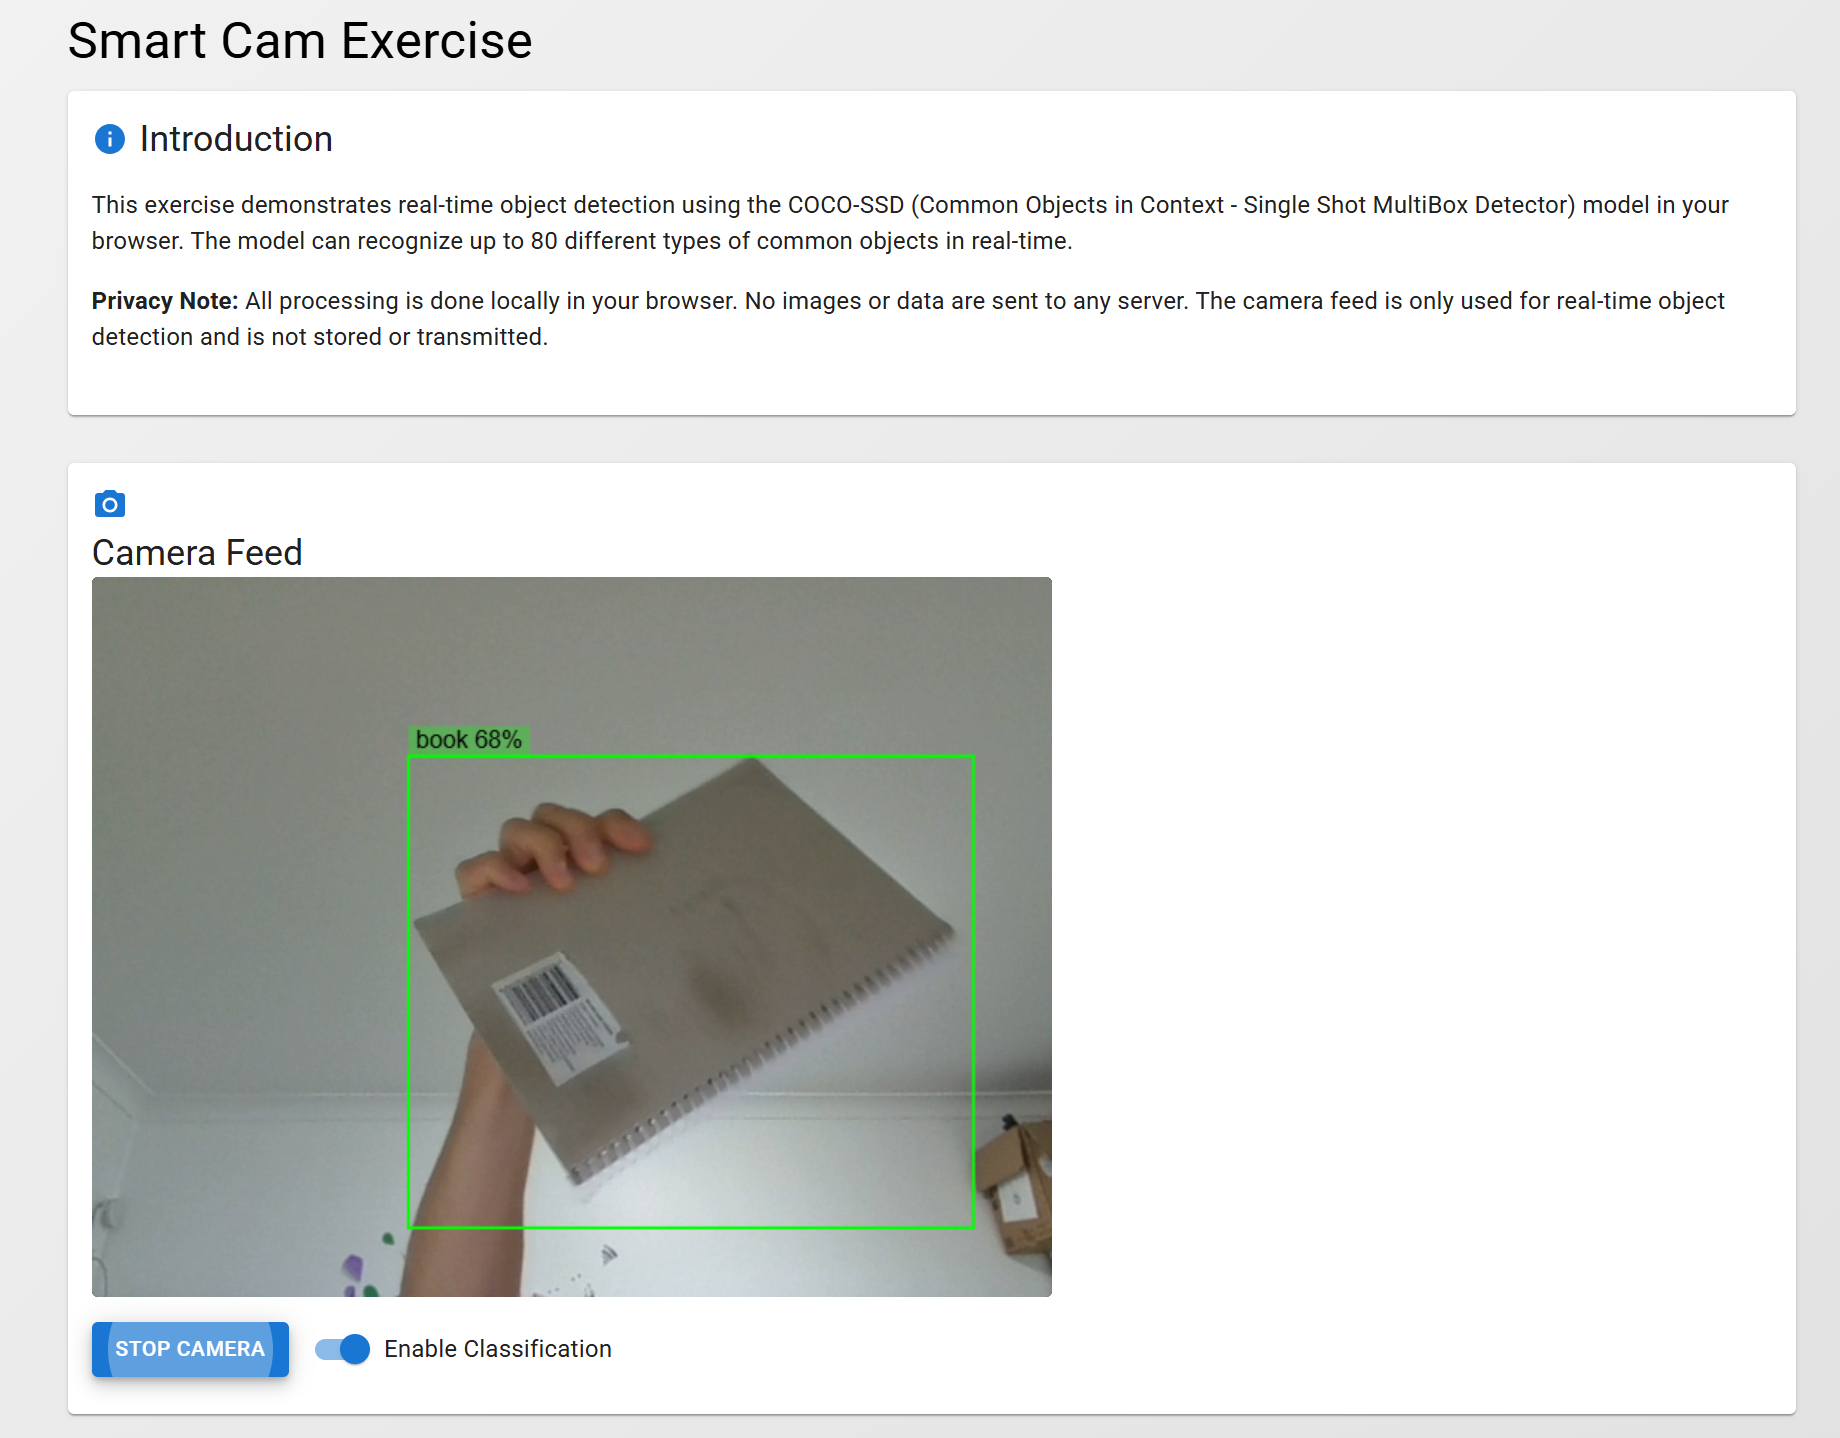 Smart Cam Exercise
Introduction
This exercise demonstrates real-time object detection using the COCO-SSD (Common Objects in Context - Single Shot MultiBox Detector) model in your
browser. The model can recognize up to 80 different types of common objects in real-time.
Privacy Note: All processing is done locally in your browser. No images or data are sent to any server. The camera feed is only used for real-time object
detection and is not stored or transmitted.
Camera Feed
book 68%
STOP CAMERA
Enable Classification